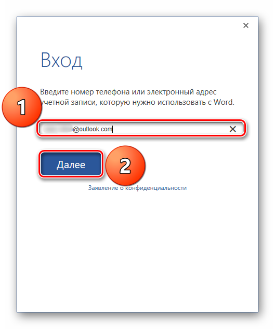 Вход
Введите номер телефона или электронный адрес
учетной записи, которую нужно использовать с Word.
1
@outlook.com
Далее
2
Заявление о конфиденциальности